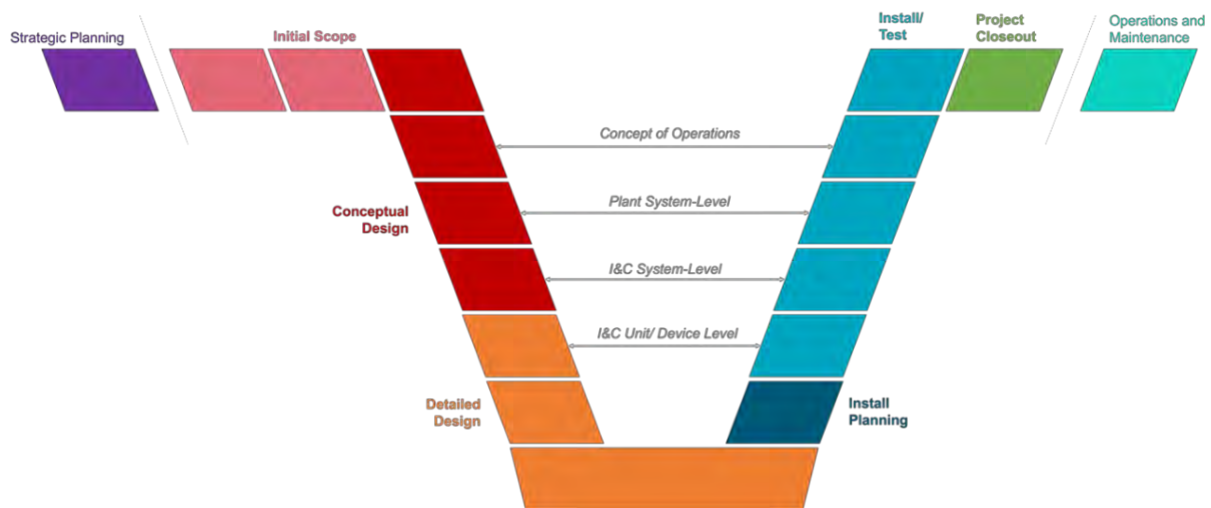 Strategic Planning
Initial Scope
Install/
Test
Project
Closeout
Operations and
Maintenance
Concept of Operations
Conceptual
Design
Plant System-Level
I&C System-Level
I&C Unit/ Device Level
Detailed
Design
Install
Planning